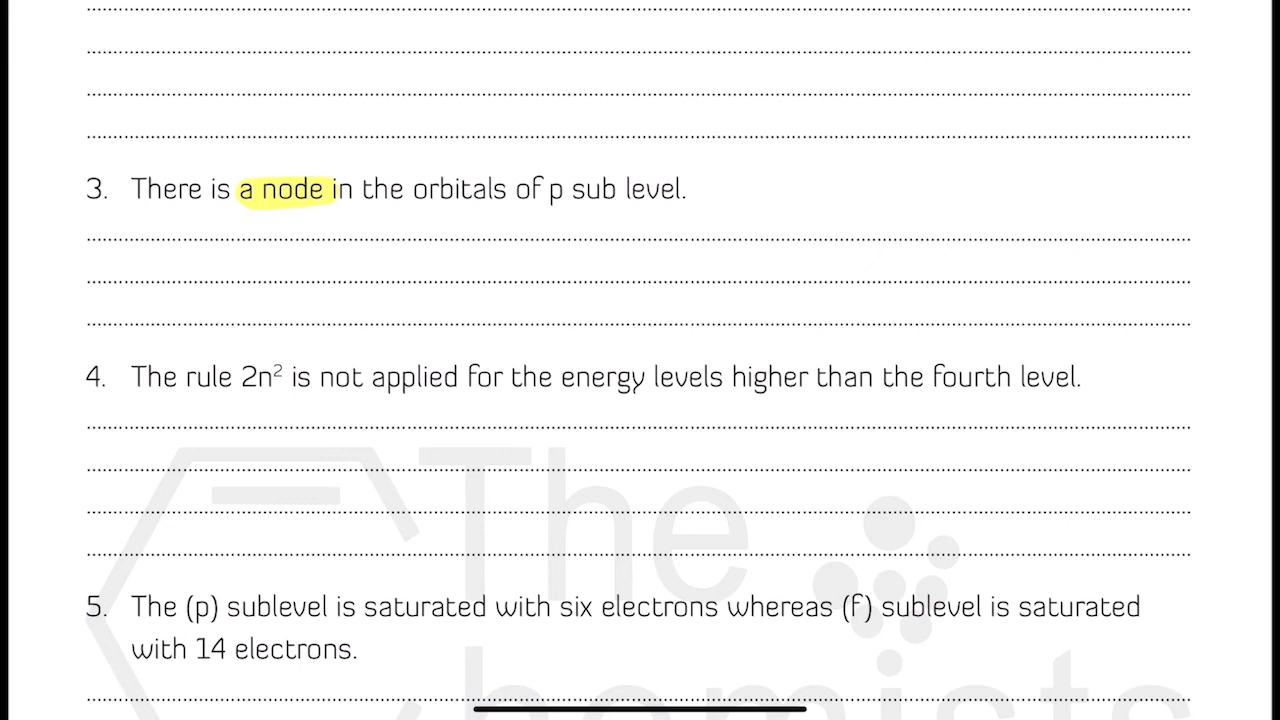 3. There is a node in the orbitals of p sub level.
4. The rule 2n² is not applied for the energy levels higher than the fourth level.
5. The (p) sublevel is saturated with six electrons whereas (f) sublevel is saturated
with 14 electrons.
The
hemists